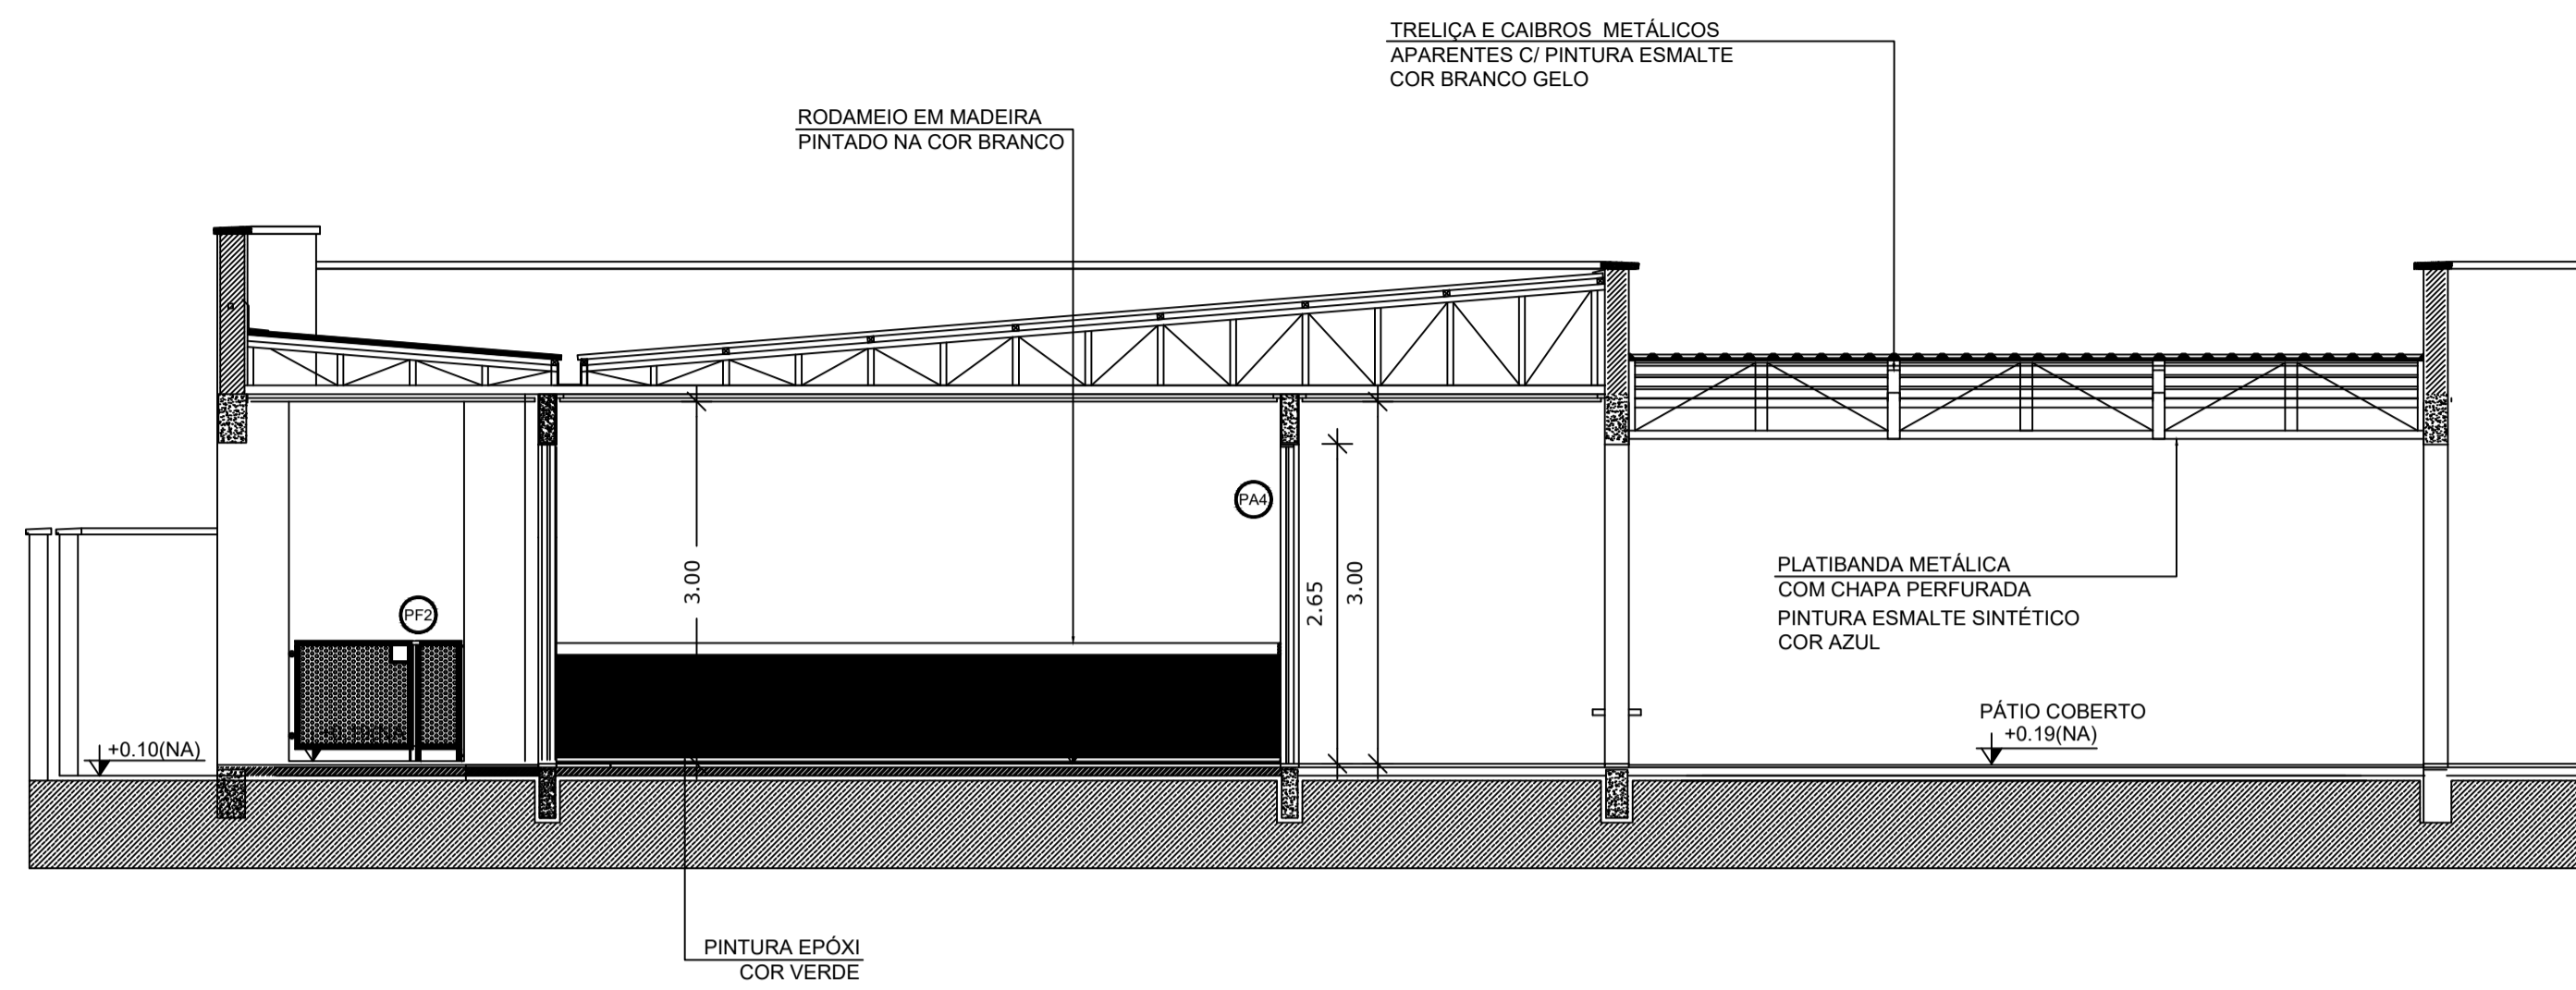 TRELIÇA E CAIBROS METÁLICOS
APARENTES C/ PINTURA ESMALTE
COR BRANCO GELO
RODAMEIO EM MADEIRA
PINTADO NA COR BRANCO
PA4
3.00
2.65
3.00
PF2
PLATIBANDA METÁLICA
COM CHAPA PERFURADA
PINTURA ESMALTE SINTÉTICO
COR AZUL
PÁTIO COBERTO
+0.19(NA)
+0.10(NA)
PINTURA EPÓXI
COR VERDE